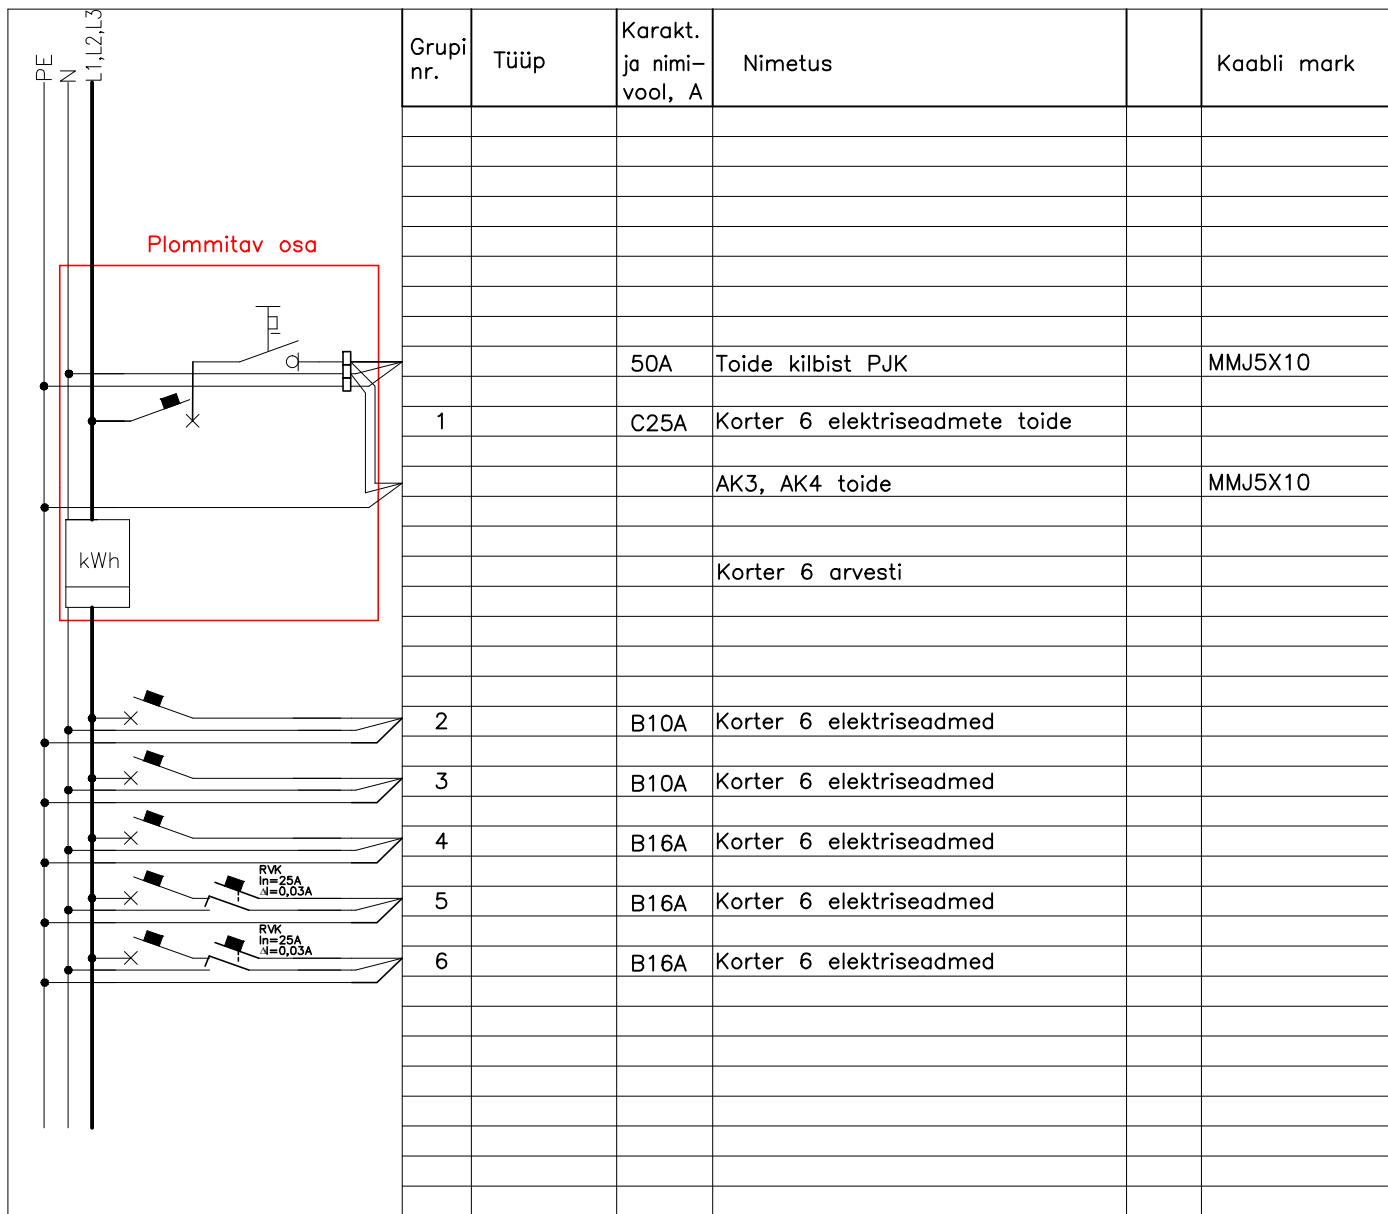 PE
N
L1,L2,L3
Grupi
nr.
Tüüp
Karakt.
ja nimi-
vool, A
Nimetus
Kaabli mark
Plommitav osa
50A Toide kilbist PJK MMJ5X10
1 C25A Korter 6 elektriseadmete toide
AK3, AK4 toide MMJ5X10
kWh
Korter 6 arvesti
2 B10A Korter 6 elektriseadmed
3 B10A Korter 6 elektriseadmed
4 B16A Korter 6 elektriseadmed
RVK
In=25A
ΔI=0,03A
5 B16A Korter 6 elektriseadmed
RVK
In=25A
ΔI=0,03A
6 B16A Korter 6 elektriseadmed